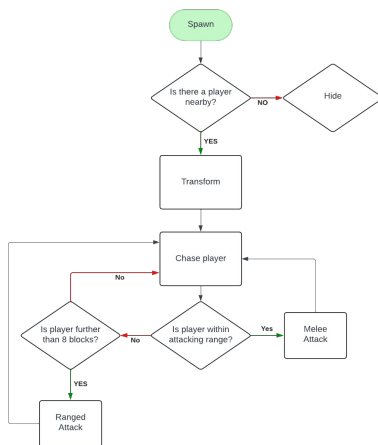 Spawn
Is there a player
nearby?
NO
Hide
YES
Transform
Chase player
No
Is player further
than 8 blocks?
No
Is player within
attacking range?
Yes
Melee
Attack
YES
Ranged
Attack